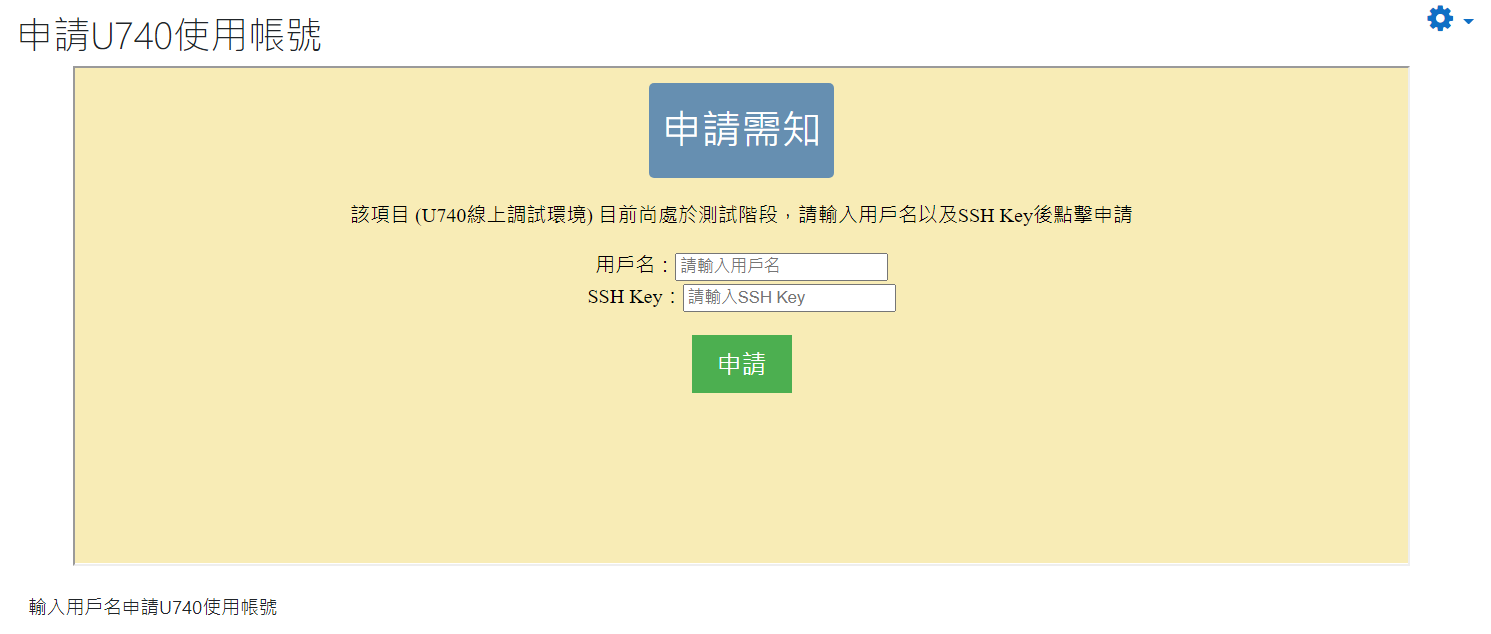 申請U740使用帳號
申請需知
該項目 (U740線上調試環境) 目前尚處於測試階段，請輸入用戶名以及SSH Key後點擊申請
用戶名：請輸入用戶名
SSH Key：請輸入SSH Key
申請
輸入用戶名申請U740使用帳號